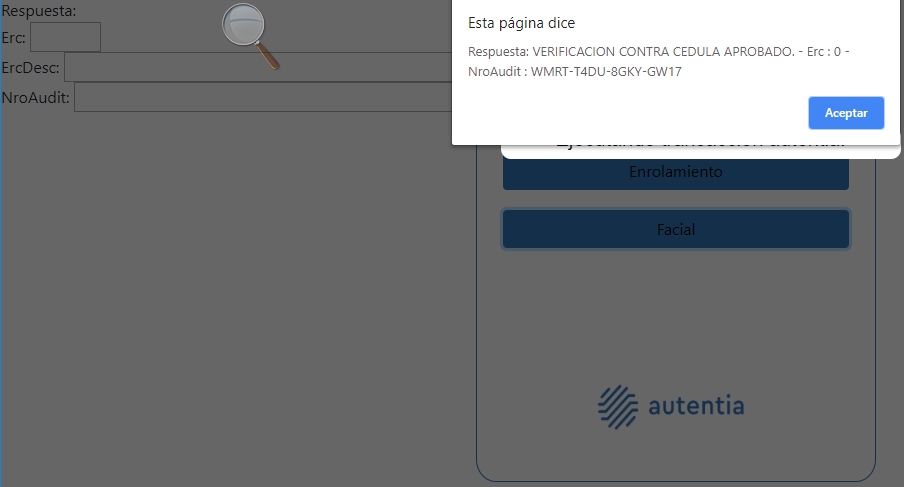 Respuesta:
Erc:
ErcDesc:
NroAudit:
Esta página dice
Respuesta: VERIFICACION CONTRA CEDULA APROBADO. - Erc : 0 -
NroAudit : WMRT-T4DU-8GKY-GW17
Aceptar
Enrolamiento
Facial
autentia